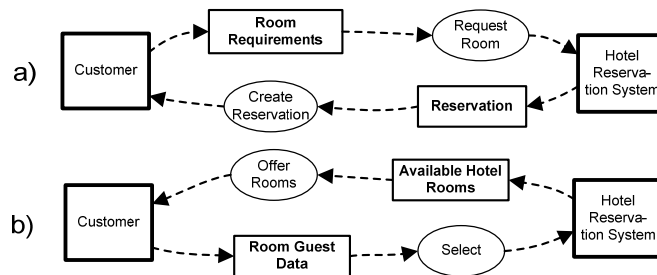 a)
Customer
Room
Requirements
Request
Room
Hotel
Reserva-
tion System
Create
Reservation
Reservation
b)
Customer
Offer
Rooms
Available Hotel
Rooms
Hotel
Reserva-
tion System
Room Guest
Data
Select